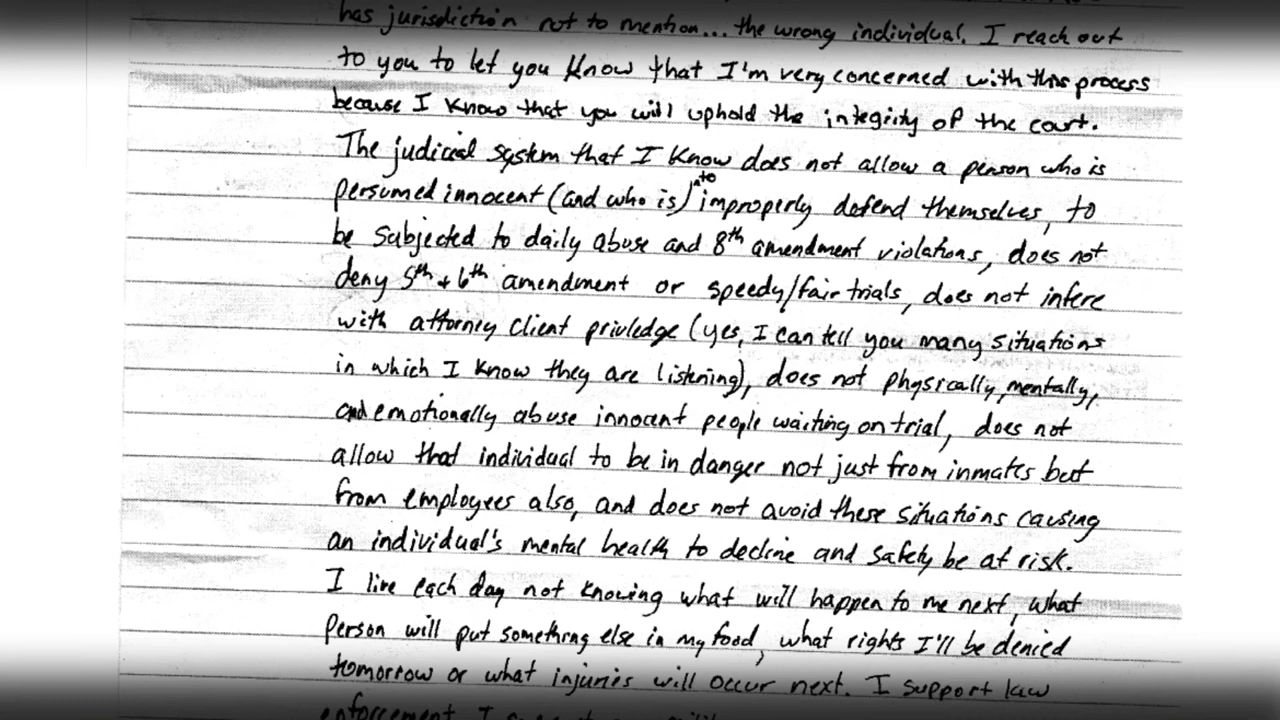 has jurisdiction not to mention... the wrong individual. I reach out
to you to let you know that I'm very concerned with this process
because I know that you will uphold the integrity of the court.
The judicial system that I know does not allow a person who is
persumed innocent (and who is) ^to improperly defend themselves, to
be subjected to daily abuse and 8th amendment violations, does not
deny 5th + 6th amendment or speedy/fair trials, does not infere
with attorney client privledge (yes, I can tell you many situations
in which I know they are listening), does not physically, mentally,
and emotionally abuse innocent people waiting on trial, does not
allow that individual to be in danger not just from inmates but
from employees also, and does not avoid these situations causing
an individual's mental health to decline and safety be at risk.
I live each day not knowing what will happen to me next, what
person will put something else in my food, what rights I'll be denied
tomorrow or what injuries will occur next. I support law
enforcement, I